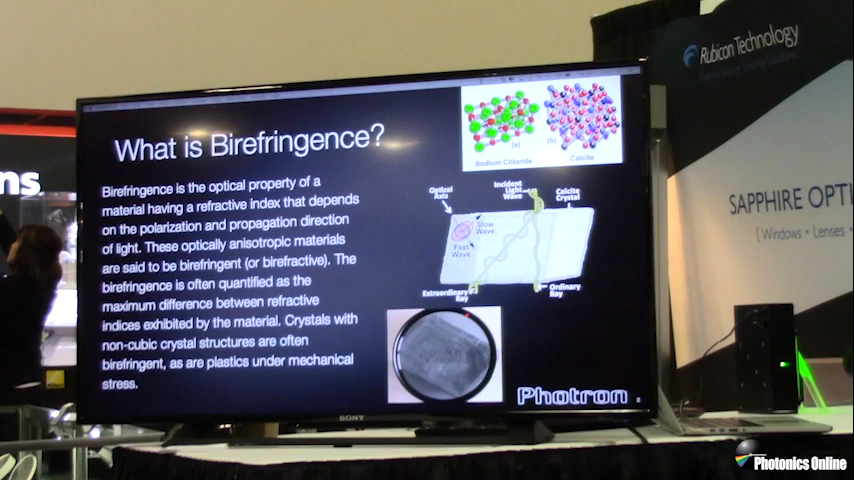 Rubicon Technology
What is Birefringence?
Birefringence is the optical property of a
material having a refractive index that depends
on the polarization and propagation direction
of light. These optically anisotropic materials
are said to be birefringent (or birefractive). The
birefringence is often quantified as the
maximum difference between refractive
indices exhibited by the material. Crystals with
non-cubic crystal structures are often
birefringent, as are plastics under mechanical
stress.
(a)
(b)
Sodium Chloride
Calcite
Optical
Axis
Incident
Light
Wave
Calcite
Crystal
Slow
Wave
Fast
Wave
Extraordinary
Ray
Ordinary
Ray
Photron
SONY
ns
SAPPHIRE OPTI
[ Windows • Lenses •
Photonics Online